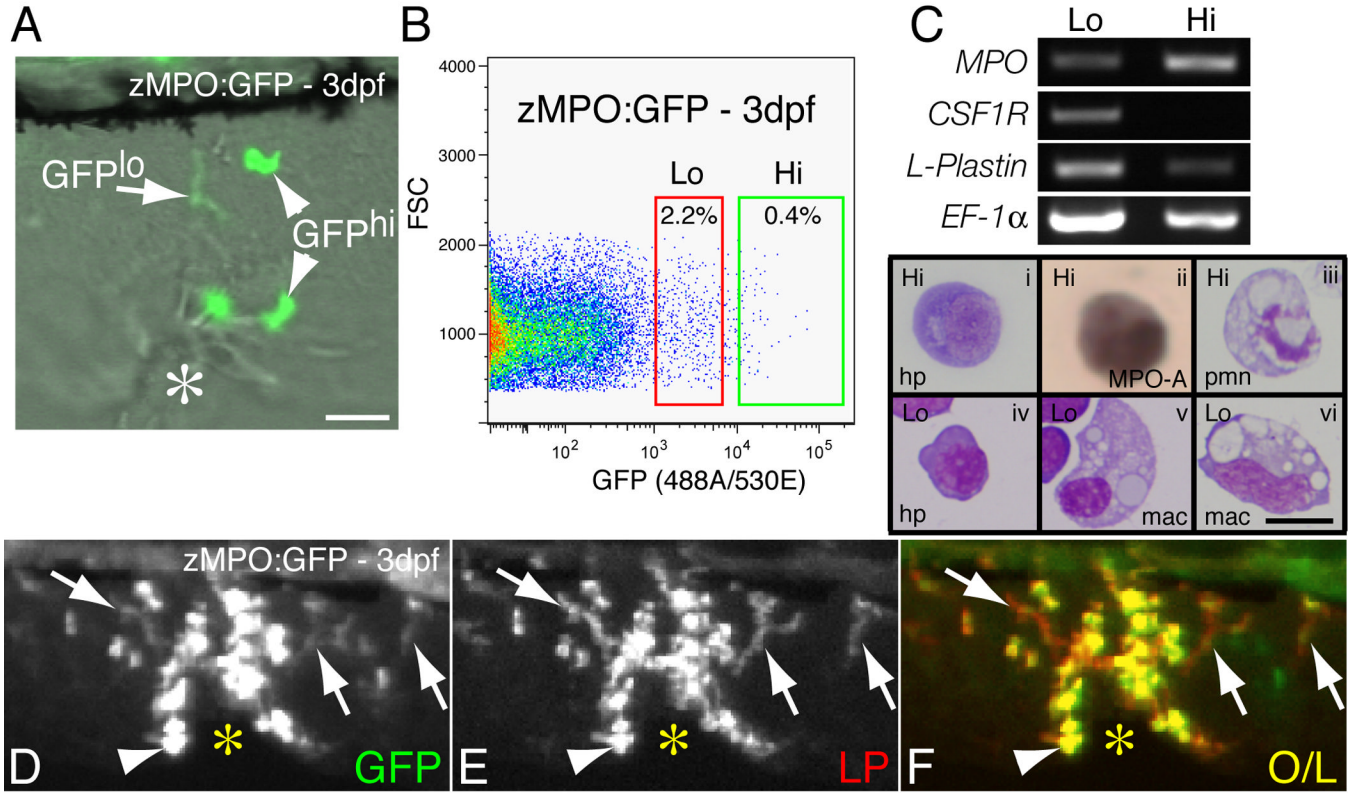 A
zMPO:GFP - 3dpf
GFPlo
GFPhi
*
B
zMPO:GFP - 3dpf
Lo Hi
2.2% 0.4%
FSC
4000
3000
2000
1000
10² 10³ 10⁴ 10⁵
GFP (488A/530E)
C
Lo Hi
MPO
CSF1R
L-Plastin
EF-1α
Hi i
hp
Hi ii
MPO-A
Hi iii
pmn
Lo iv
hp
Lo v
mac
Lo vi
mac
zMPO:GFP - 3dpf
*
D GFP
*
E LP
*
F O/L